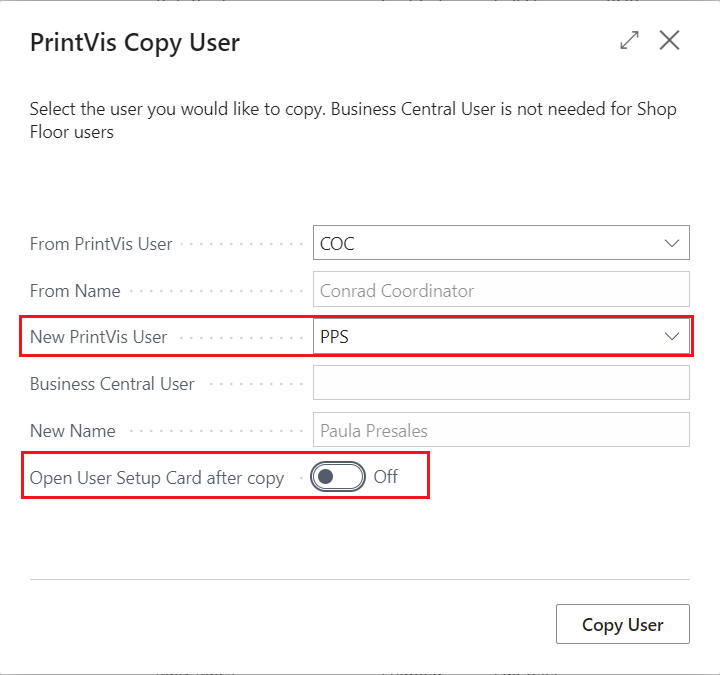 PrintVis Copy User
Select the user you would like to copy. Business Central User is not needed for Shop
Floor users
From PrintVis User COC
From Name Conrad Coordinator
New PrintVis User PPS
Business Central User
New Name Paula Presales
Open User Setup Card after copy Off
Copy User